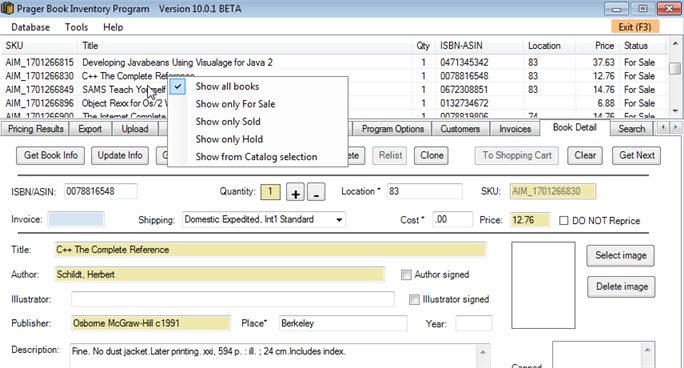 Prager Book Inventory Program Version 10.0.1 BETA
Database Tools Help Exit (F3)
SKU Title Qty ISBN-ASIN Location Price Status
AIM_1701266815 Developing Javabeans Using Visualage for Java 2 1 0471345342 83 37.63 For Sale
AIM_1701266830 C++ The Complete Reference 1 0078816548 83 12.76 For Sale
AIM_1701266849 SAMS Teach Yourself 1 0672308851 83 14.76 For Sale
AIM_1701266896 Object Rexx for Os/2 W 1 0132134672 6.88 For Sale
AIM_1701266900 The Internet Complete 1 0078819806 74 14.76 For Sale
Show all books
Show only For Sale
Show only Sold
Show only Hold
Show from Catalog selection
Pricing Results Export Upload Program Options Customers Invoices Book Detail Search
Get Book Info Update Info Relist Clone To Shopping Cart Clear Get Next
ISBN/ASIN: 0078816548 Quantity: 1 + - Location * 83 SKU: AIM_1701266830
Invoice: Shipping: Domestic Expedited, Int'l Standard Cost * .00 Price: 12.76 DO NOT Reprice
Title: C++ The Complete Reference Select image
Author: Schildt, Herbert Author signed
Delete image
Illustrator: Illustrator signed
Publisher: Osborne McGraw-Hill c1991 Place* Berkeley Year:
Description: Fine. No dust jacket.Later printing. xxi, 594 p. : ill. ; 24 cm.Includes index.